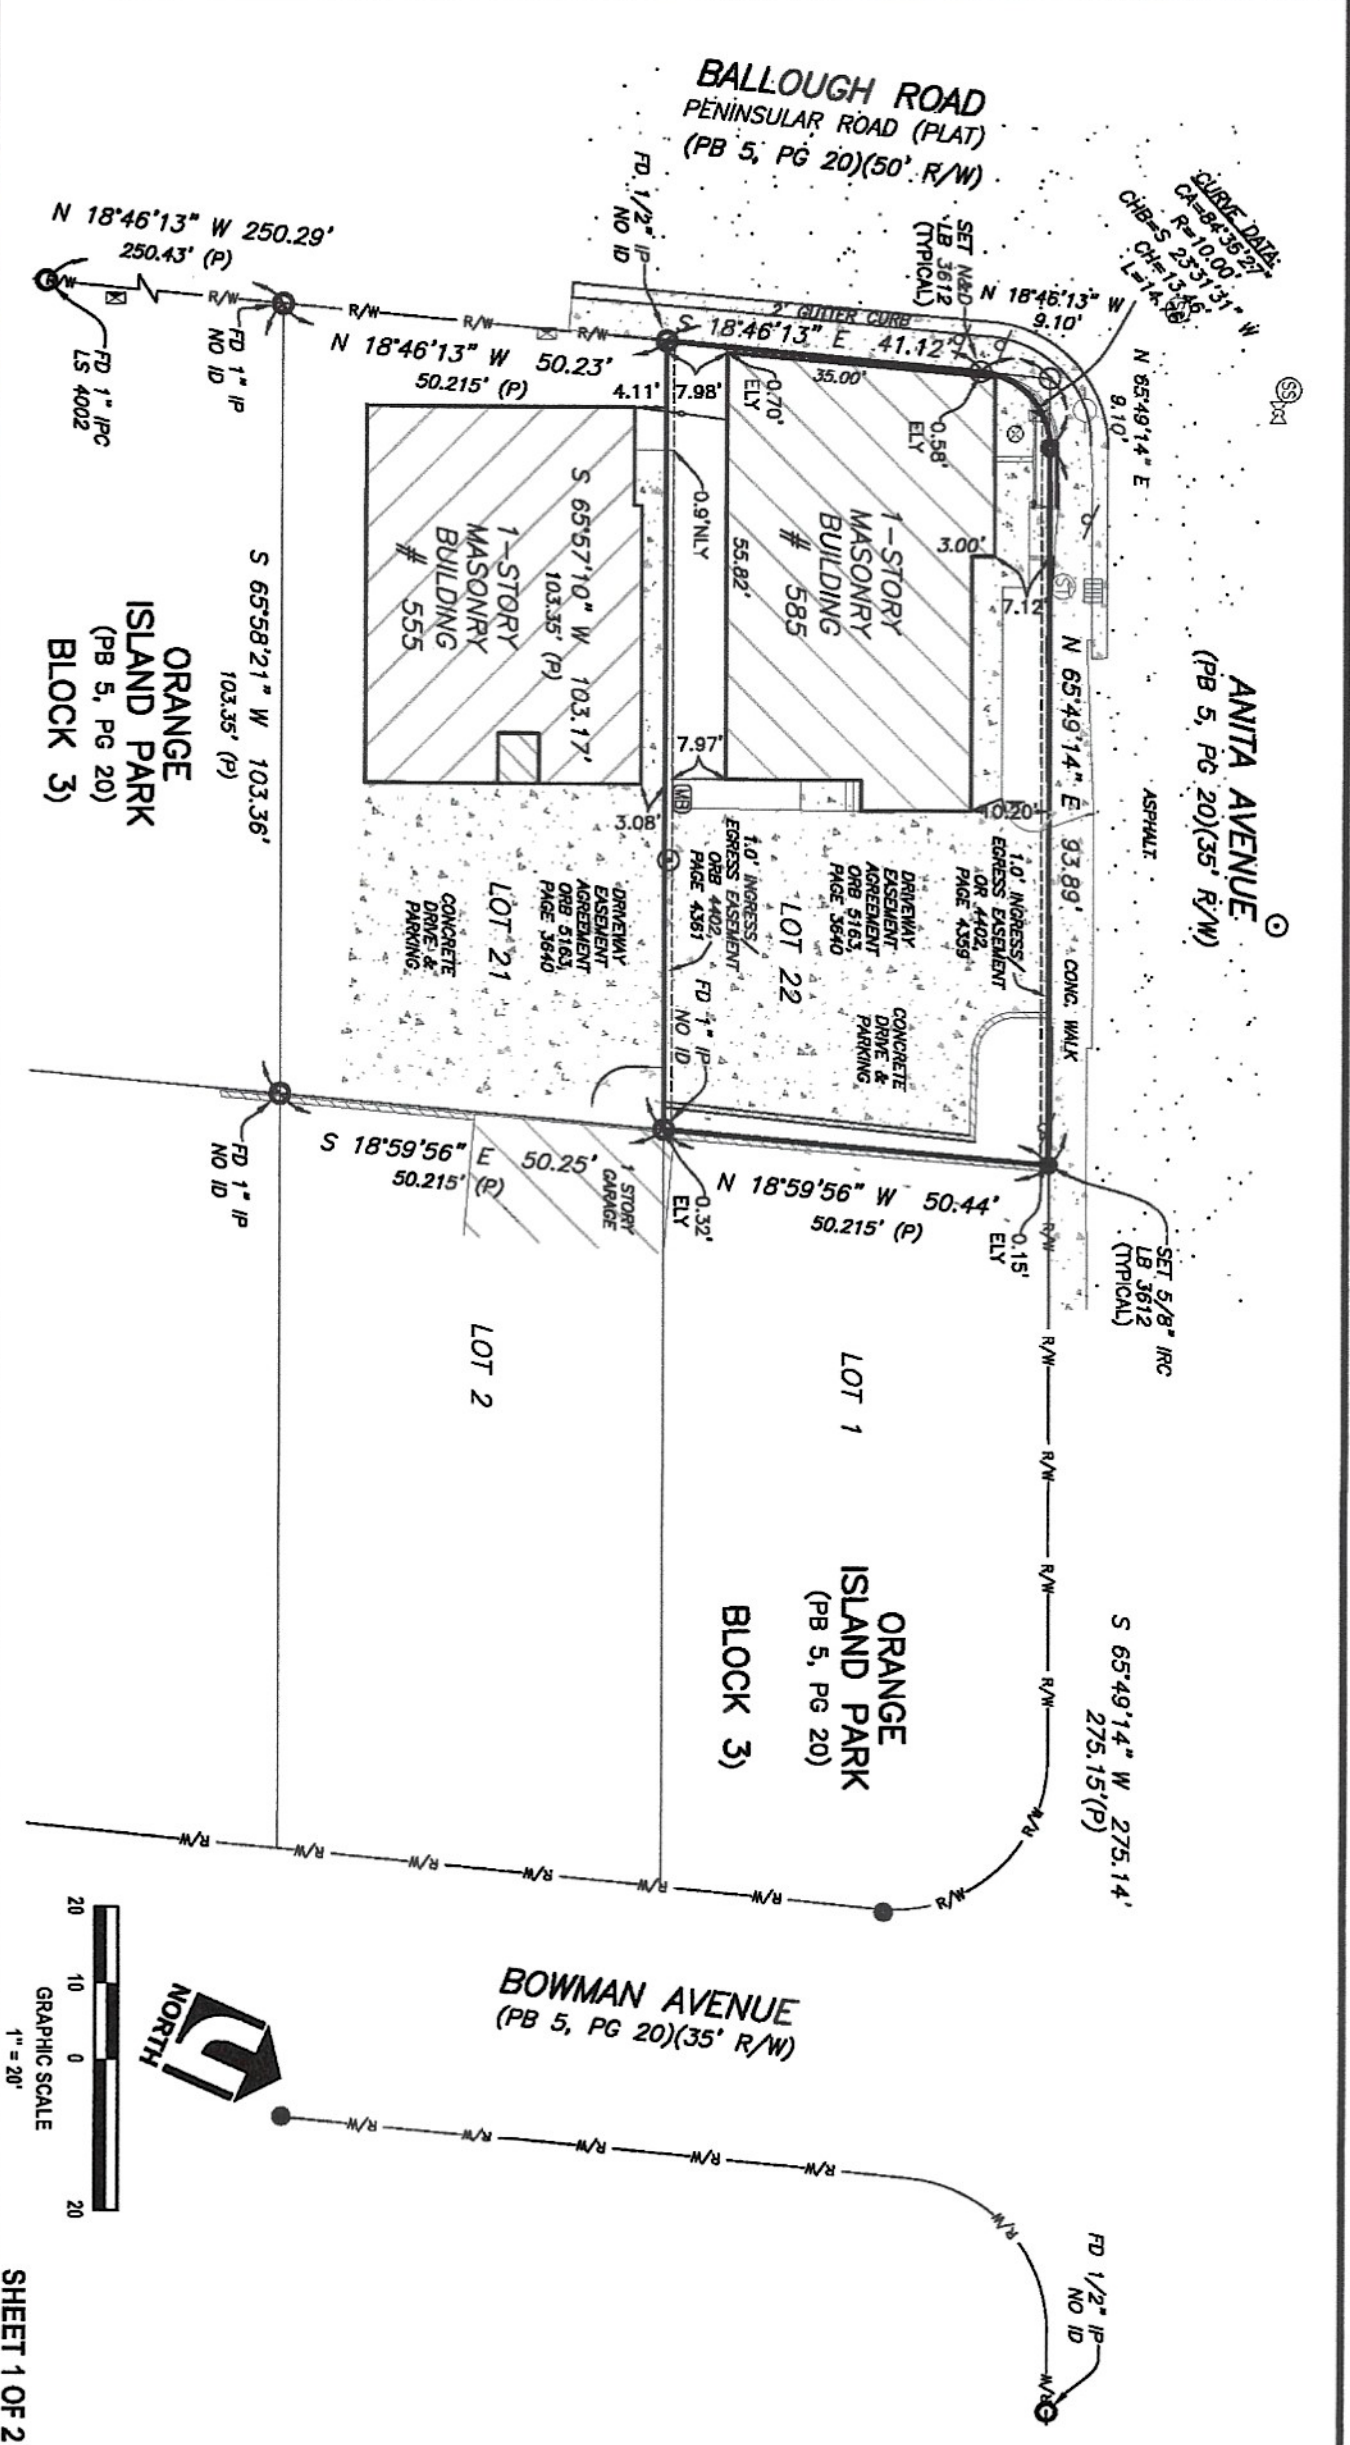 BALLOUGH ROAD
PENINSULAR ROAD (PLAT)
(PB 5, PG 20)(50' R/W)
CURVE DATA:
CA=84°35'27"
R=10.00'
CHB=S 23°31'31" W
CH=13.46'
L=14.76'
ANITA AVENUE
(PB 5, PG 20)(35' R/W)
ASPHALT
SS
FD 1/2" IP
NO ID
SET N&D
LB 3612
(TYPICAL)
N 18°46'13" W
9.10'
N 65°49'14" E
9.10'
2' GUTTER CURB
S 18°46'13" E 41.12'
35.00'
0.70'
ELY
0.58'
ELY
N 18°46'13" W 250.29'
250.43' (P)
R/W
FD 1" IPC
LS 4002
R/W
FD 1" IP
NO ID
R/W
R/W
R/W
N 18°46'13" W 50.23'
50.215' (P)
4.11'
7.98'
0.9'NLY
55.82'
1-STORY
MASONRY
BUILDING
# 585
3.00'
7.12'
ST
N 65°49'14" E 93.89'
CONC. WALK
S 65°57'10" W 103.17'
103.35' (P)
1-STORY
MASONRY
BUILDING
# 555
7.97'
MB
3.08'
10.20'
1.0' INGRESS/
EGRESS EASEMENT
OR 4402,
PAGE 4359
DRIVEWAY
EASEMENT
AGREEMENT
ORB 5163,
PAGE 3640
LOT 22
1.0' INGRESS/
EGRESS EASEMENT
ORB 4402,
PAGE 4361
CONCRETE
DRIVE &
PARKING
FD 1" IP
NO ID
DRIVEWAY
EASEMENT
AGREEMENT
ORB 5163,
PAGE 3640
LOT 21
CONCRETE
DRIVE &
PARKING
S 65°58'21" W 103.36'
103.35' (P)
ORANGE
ISLAND PARK
(PB 5, PG 20)
BLOCK 3)
FD 1" IP
NO ID
S 18°59'56" E 50.25'
50.215' (P)
1 STORY
GARAGE
0.32'
ELY
N 18°59'56" W 50.44'
50.215' (P)
0.15'
ELY
SET 5/8" IRC
LB 3612
(TYPICAL)
R/W
R/W
R/W
R/W
R/W
R/W
R/W
LOT 1
LOT 2
ORANGE
ISLAND PARK
(PB 5, PG 20)
BLOCK 3)
S 65°49'14" W 275.14'
275.15'(P)
R/W
R/W
R/W
R/W
R/W
R/W
BOWMAN AVENUE
(PB 5, PG 20)(35' R/W)
R/W
R/W
R/W
R/W
R/W
R/W
R/W
FD 1/2" IP
NO ID
NORTH
20 10 0 20
GRAPHIC SCALE
1" = 20'
SHEET 1 OF 2